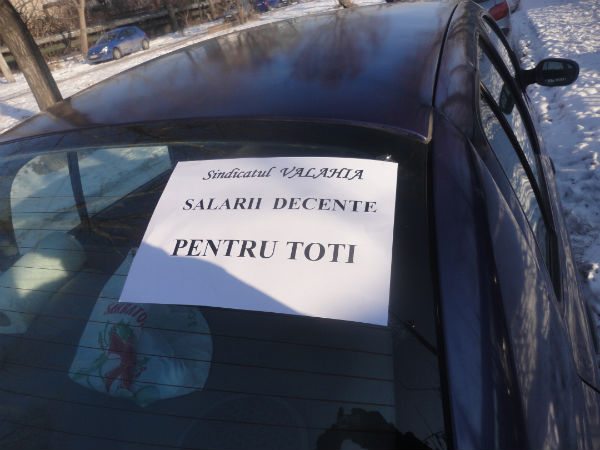 Sindicatul VALAHIA
SALARII DECENTE
PENTRU TOTI